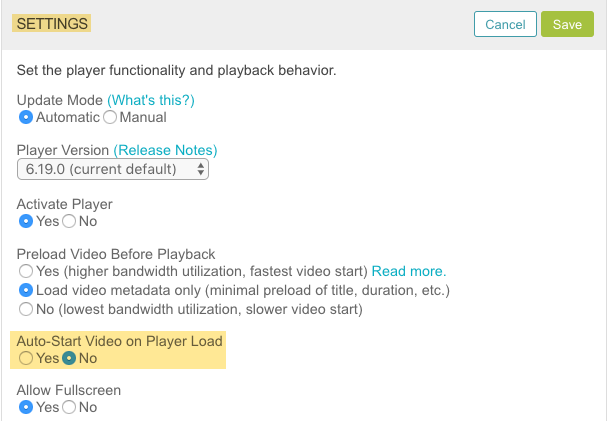 SETTINGS
Cancel
Save
Set the player functionality and playback behavior.
Update Mode (What's this?)
Automatic Manual
Player Version (Release Notes)
6.19.0 (current default)
Activate Player
Yes No
Preload Video Before Playback
Yes (higher bandwidth utilization, fastest video start) Read more.
Load video metadata only (minimal preload of title, duration, etc.)
No (lowest bandwidth utilization, slower video start)
Auto-Start Video on Player Load
Yes No
Allow Fullscreen
Yes No